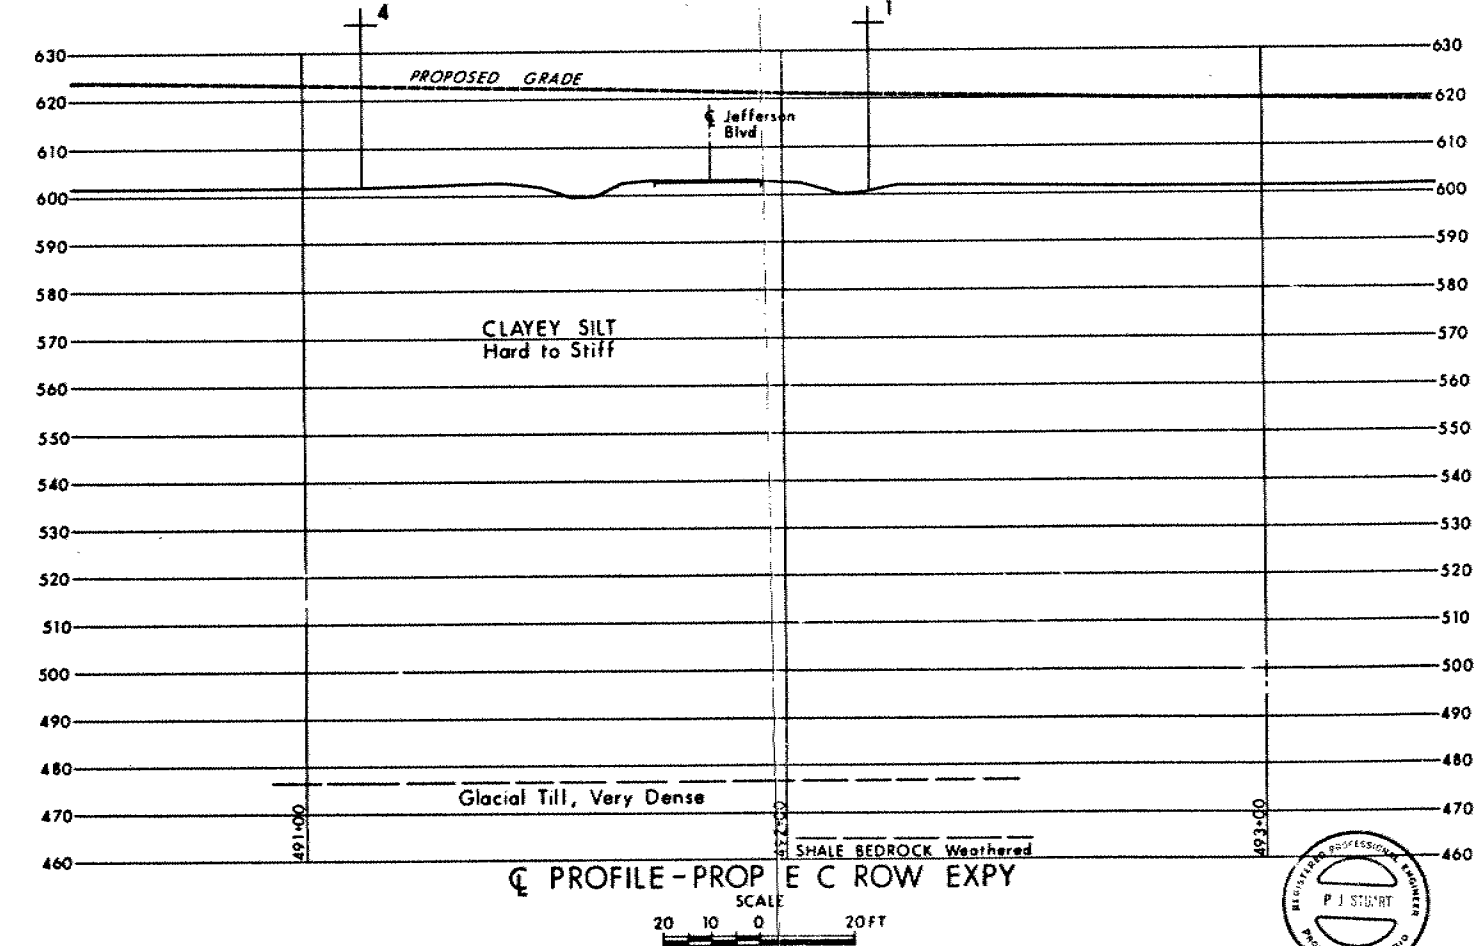 4
1
630 630
PROPOSED GRADE
620 620
℄ Jefferson
Blvd
610 610
600 600
590 590
580 580
CLAYEY SILT
570 570
Hard to Stiff
560 560
550 550
540 540
530 530
520 520
510 510
500 500
490 490
480 480
Glacial Till, Very Dense
470 470
491+00
493+00
SHALE BEDROCK Weathered
460 460
℄ PROFILE-PROP E C ROW EXPY
SCALE
20 10 0 20 FT
REGISTERED PROFESSIONAL ENGINEER
P J STUART